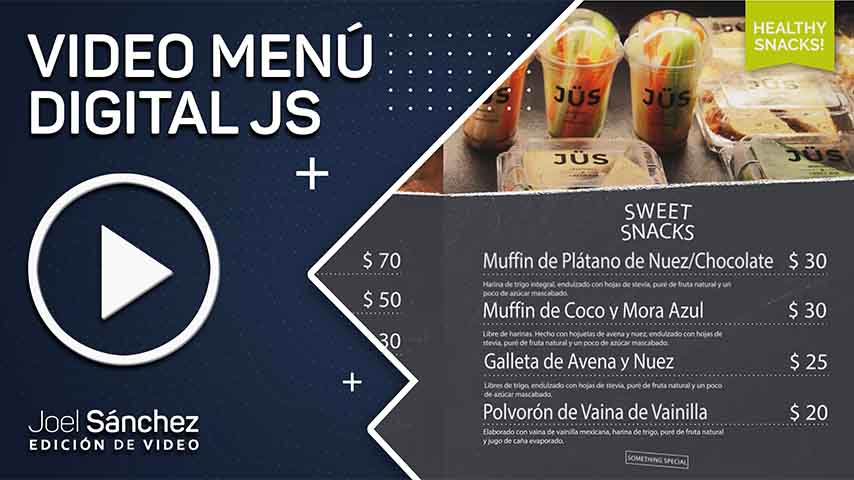 VIDEO MENÚ
DIGITAL JS
Joel Sánchez
EDICIÓN DE VIDEO
HEALTHY
SNACKS!
JÜS
JÜS
JÜS
JÜS
JÜS
SWEET
SNACKS
$ 70
$ 50
30
Muffin de Plátano de Nuez/Chocolate $ 30
Harina de trigo integral, endulzado con hojas de stevia, puré de fruta natural y un
poco de azúcar mascabado.
Muffin de Coco y Mora Azul $ 30
Libre de harinas. Hecho con hojuelas de avena y nuez, endulzado con hojas de
stevia, puré de fruta natural y un poco de azúcar mascabado.
Galleta de Avena y Nuez $ 25
Libres de trigo, endulzado con hojas de stevia, puré de fruta natural y un poco
de azúcar mascabado.
Polvorón de Vaina de Vainilla $ 20
Elaborado con vaina de vainilla mexicana, harina de trigo, puré de fruta natural
y jugo de caña evaporado.
SOMETHING SPECIAL